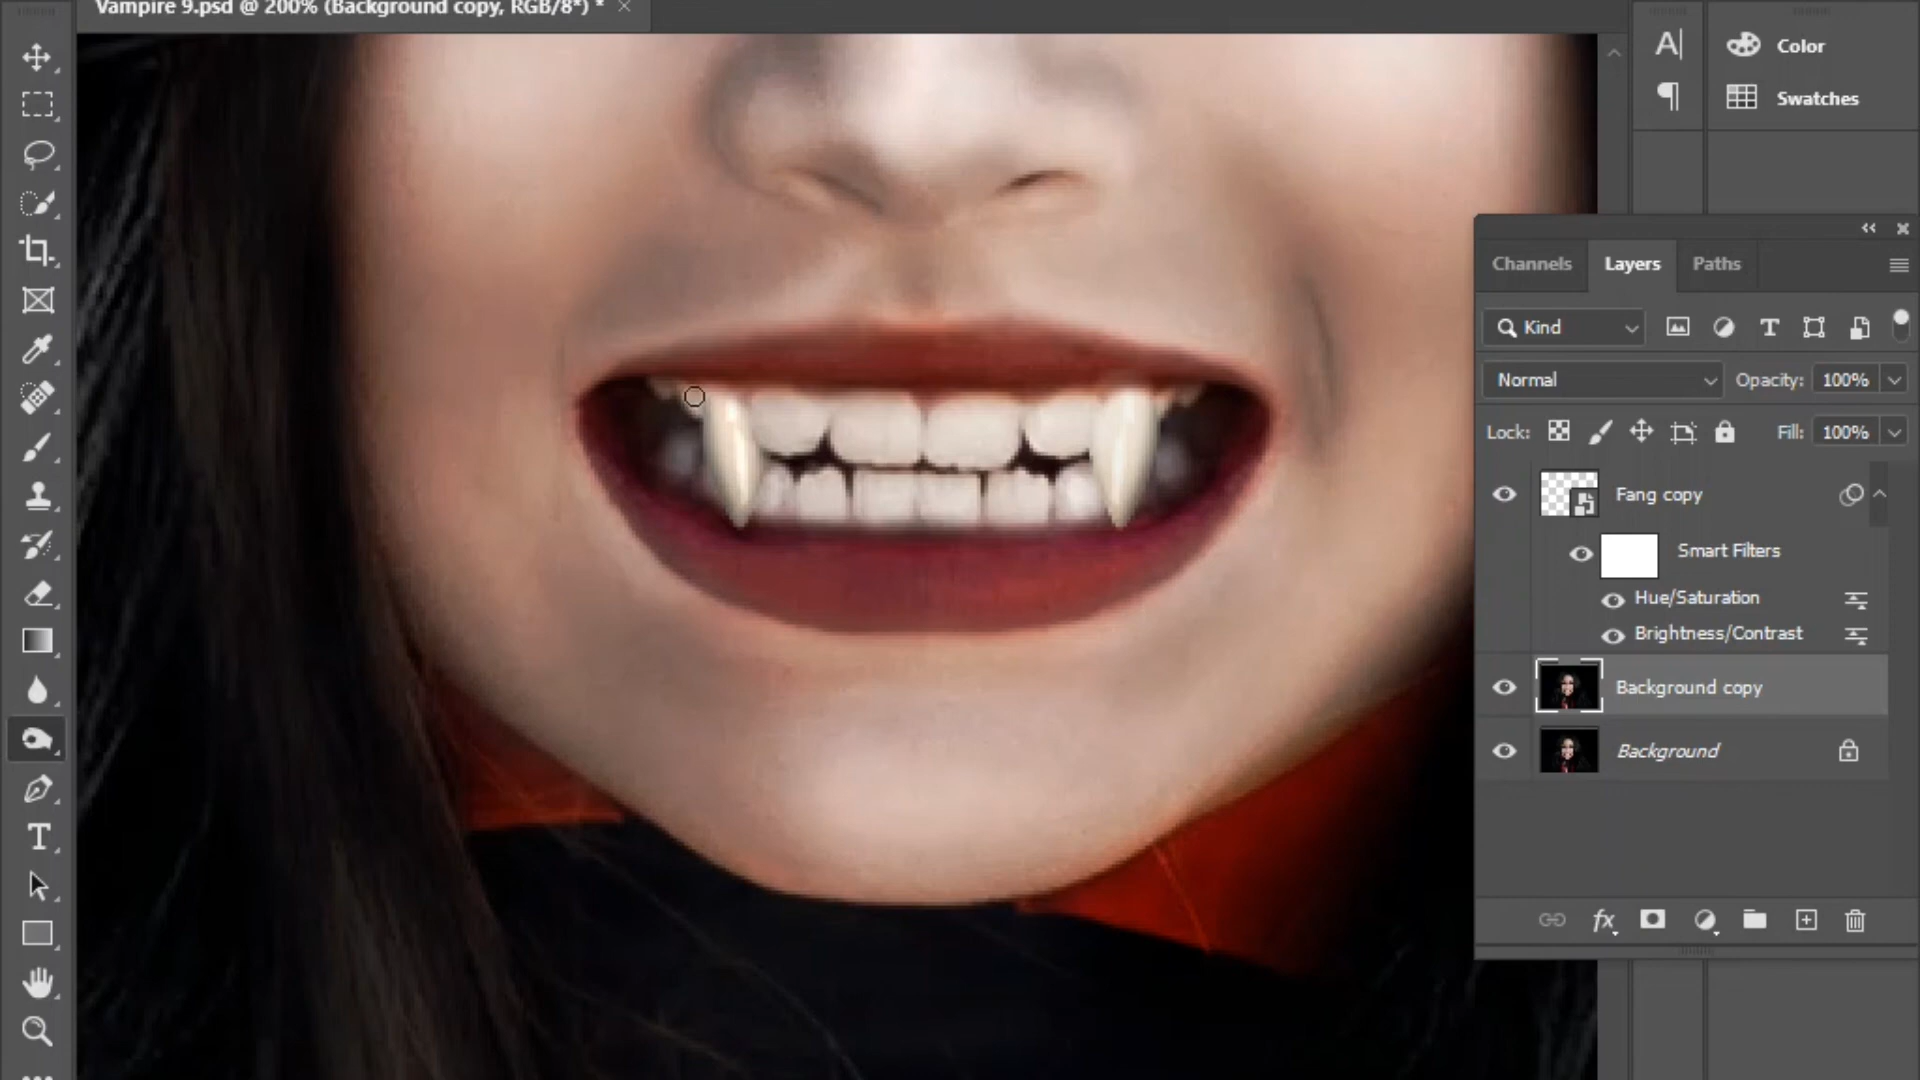 Vampire 9.psd @ 200% (Background copy, RGB/8*) *
Color
Swatches
Channels
Layers
Paths
Kind
Normal
Opacity: 100%
Lock:
Fill: 100%
Fang copy
Smart Filters
Hue/Saturation
Brightness/Contrast
Background copy
Background
fx